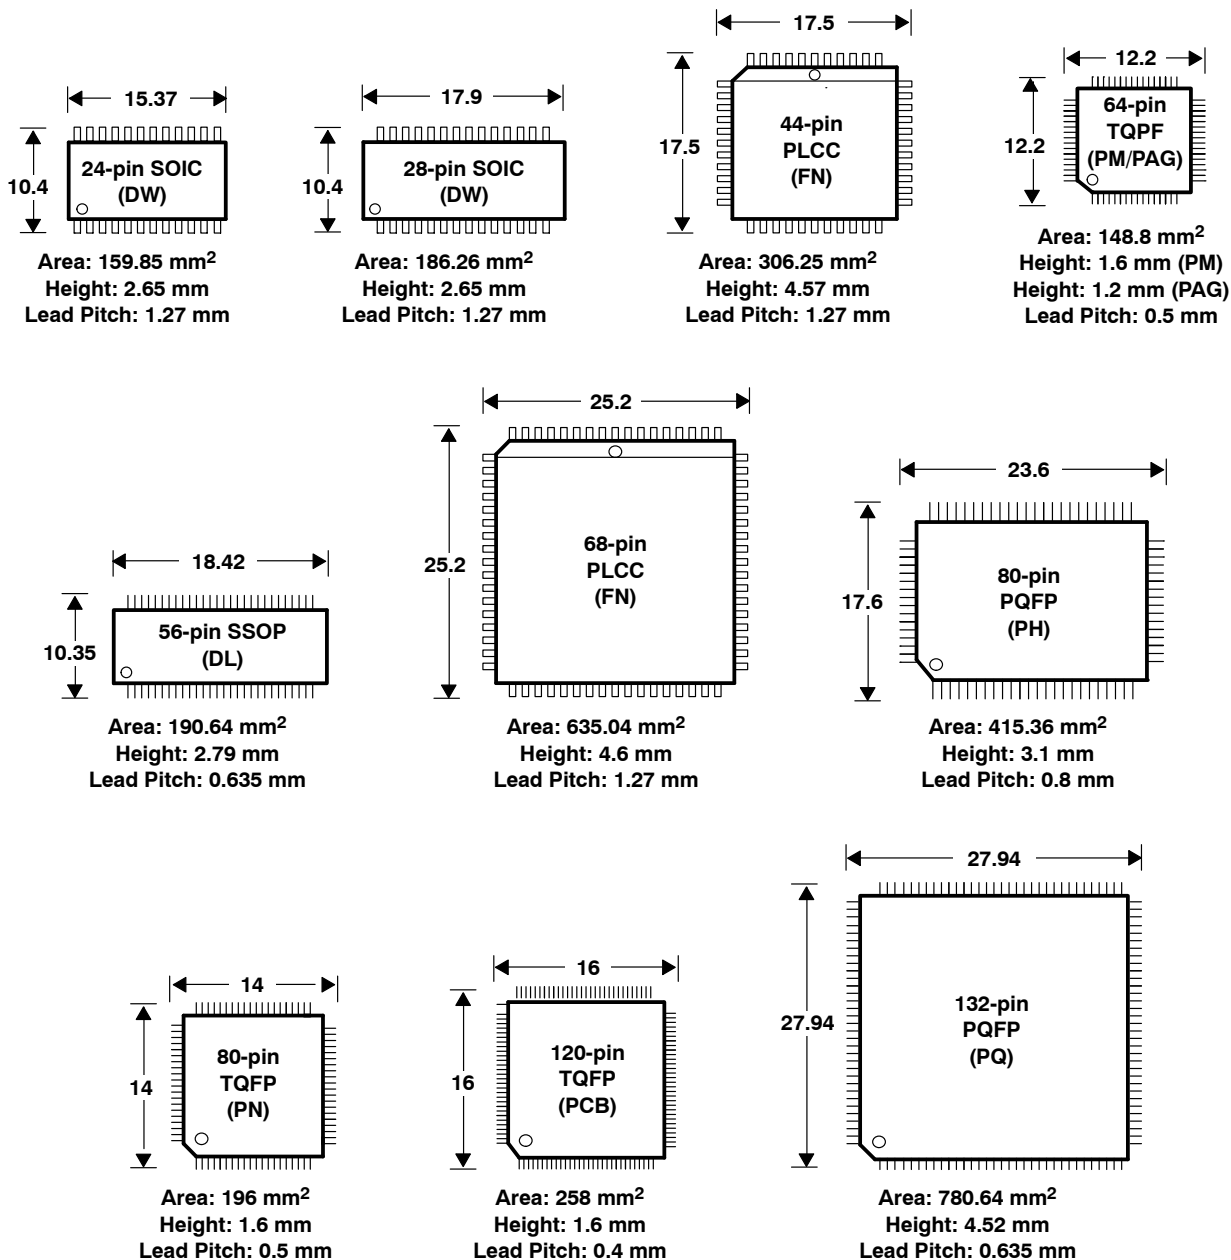 15.37
10.4
24-pin SOIC
(DW)
Area: 159.85 mm2
Height: 2.65 mm
Lead Pitch: 1.27 mm
17.9
10.4
28-pin SOIC
(DW)
Area: 186.26 mm2
Height: 2.65 mm
Lead Pitch: 1.27 mm
17.5
17.5
44-pin
PLCC
(FN)
Area: 306.25 mm2
Height: 4.57 mm
Lead Pitch: 1.27 mm
12.2
12.2
64-pin
TQPF
(PM/PAG)
Area: 148.8 mm2
Height: 1.6 mm (PM)
Height: 1.2 mm (PAG)
Lead Pitch: 0.5 mm
18.42
10.35
56-pin SSOP
(DL)
Area: 190.64 mm2
Height: 2.79 mm
Lead Pitch: 0.635 mm
25.2
25.2
68-pin
PLCC
(FN)
Area: 635.04 mm2
Height: 4.6 mm
Lead Pitch: 1.27 mm
23.6
17.6
80-pin
PQFP
(PH)
Area: 415.36 mm2
Height: 3.1 mm
Lead Pitch: 0.8 mm
14
14
80-pin
TQFP
(PN)
Area: 196 mm2
Height: 1.6 mm
Lead Pitch: 0.5 mm
16
16
120-pin
TQFP
(PCB)
Area: 258 mm2
Height: 1.6 mm
Lead Pitch: 0.4 mm
27.94
27.94
132-pin
PQFP
(PQ)
Area: 780.64 mm2
Height: 4.52 mm
Lead Pitch: 0.635 mm